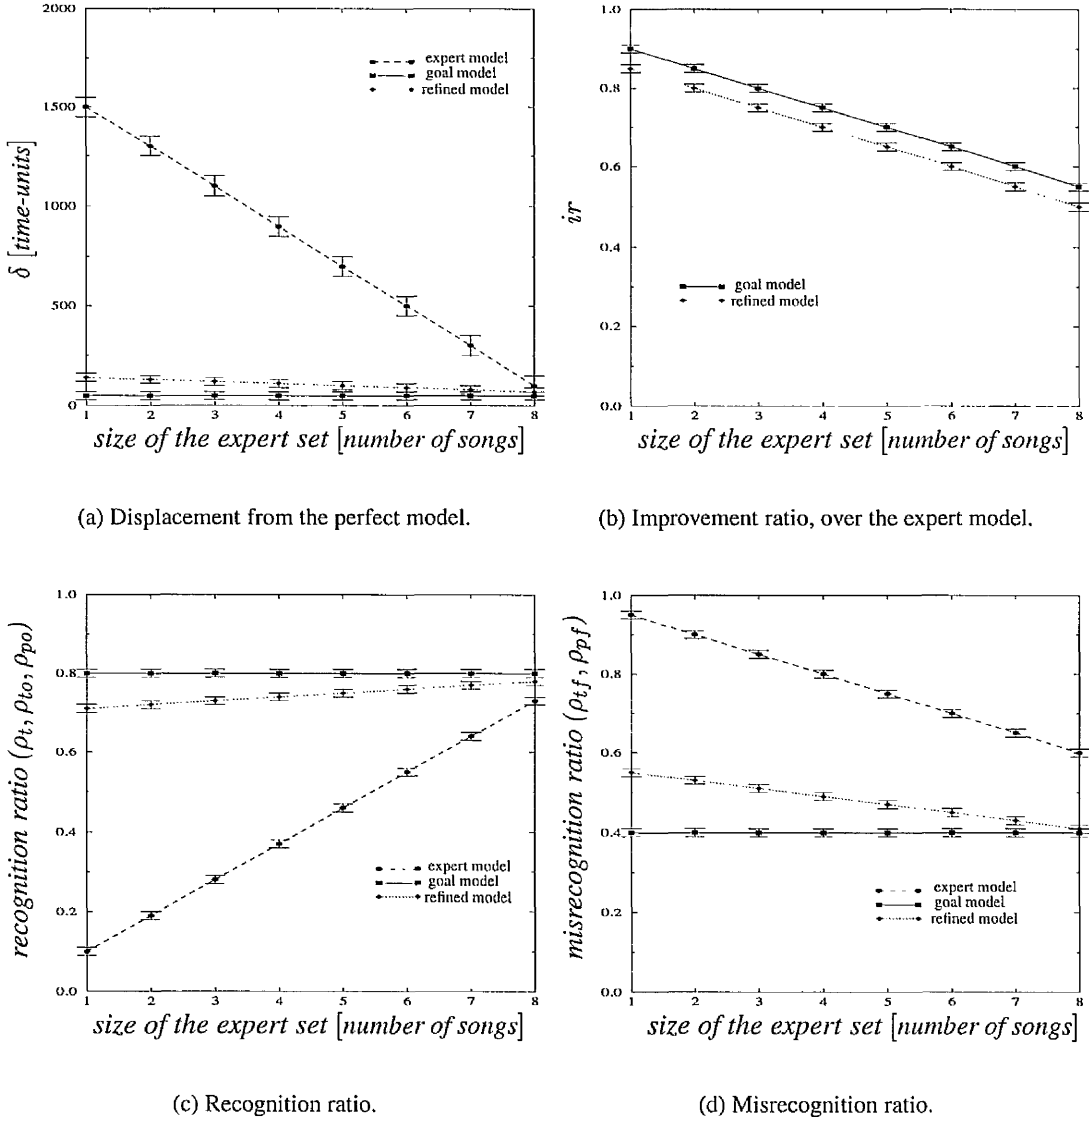 2000
1500
1000
500
0
δ [time-units]
expert model
goal model
refined model
1 2 3 4 5 6 7 8
size of the expert set [number of songs]
(a) Displacement from the perfect model.
1.0
0.8
0.6
0.4
0.2
0.0
ir
goal model
refined model
1 2 3 4 5 6 7 8
size of the expert set [number of songs]
(b) Improvement ratio, over the expert model.
1.0
0.8
0.6
0.4
0.2
0.0
recognition ratio (ρt, ρto, ρpo)
expert model
goal model
refined model
1 2 3 4 5 6 7 8
size of the expert set [number of songs]
(c) Recognition ratio.
1.0
0.8
0.6
0.4
0.2
0.0
misrecognition ratio (ρtf, ρpf)
expert model
goal model
refined model
1 2 3 4 5 6 7 8
size of the expert set [number of songs]
(d) Misrecognition ratio.